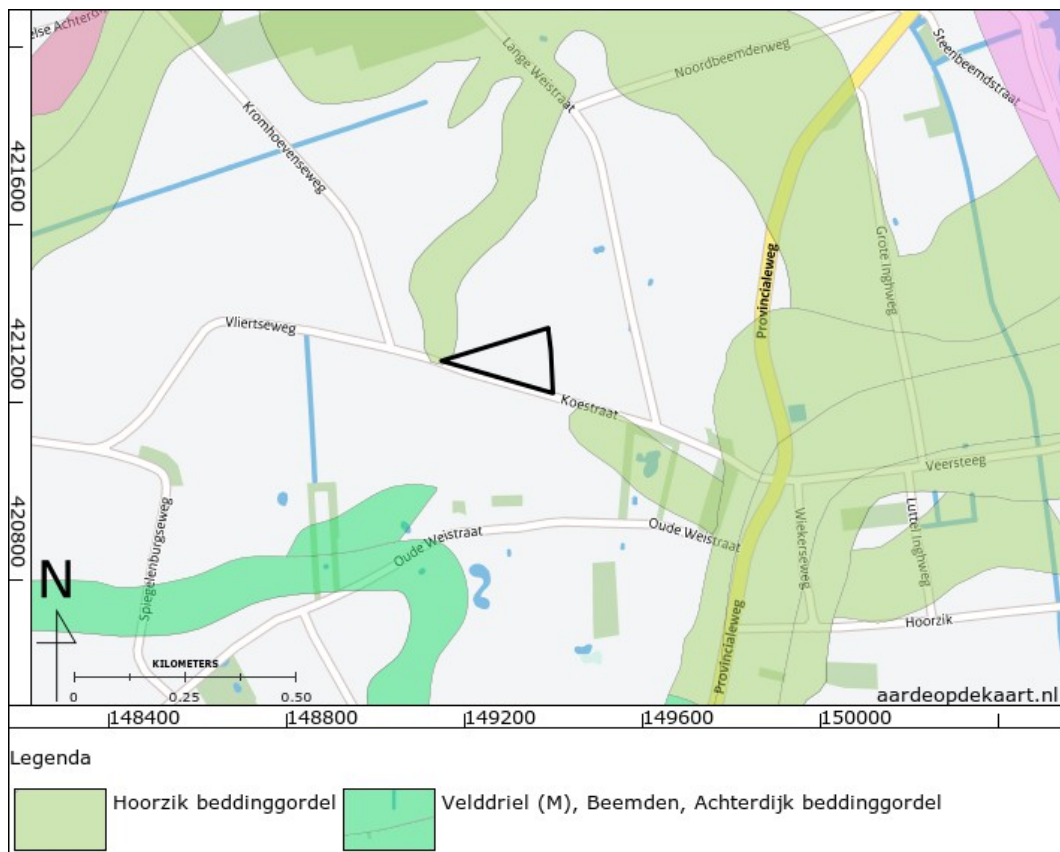 else Achterdijk
Lange Weistraat
Noordbeemderweg
Steenbeemdstraat
Kromhoevenseweg
421600
Grote Inghweg
Provincialeweg
Vliertseweg
421200
Koestraat
Veersteeg
Oude Weistraat
Oude Weistraat
Spiegelenburgseweg
Wiekerseweg
Luttel Inghweg
420800
N
Provincialeweg
Hoorzik
KILOMETERS
0 0.25 0.50
aardeopdekaart.nl
148400 148800 149200 149600 150000
Legenda
Hoorzik beddinggordel Velddriel (M), Beemden, Achterdijk beddinggordel